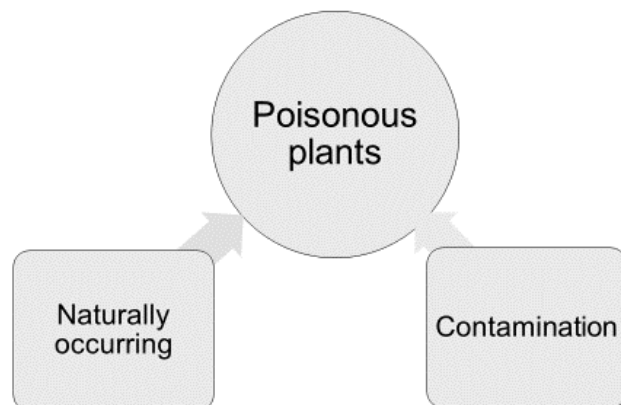 Poisonous
plants
Naturally
occurring
Contamination